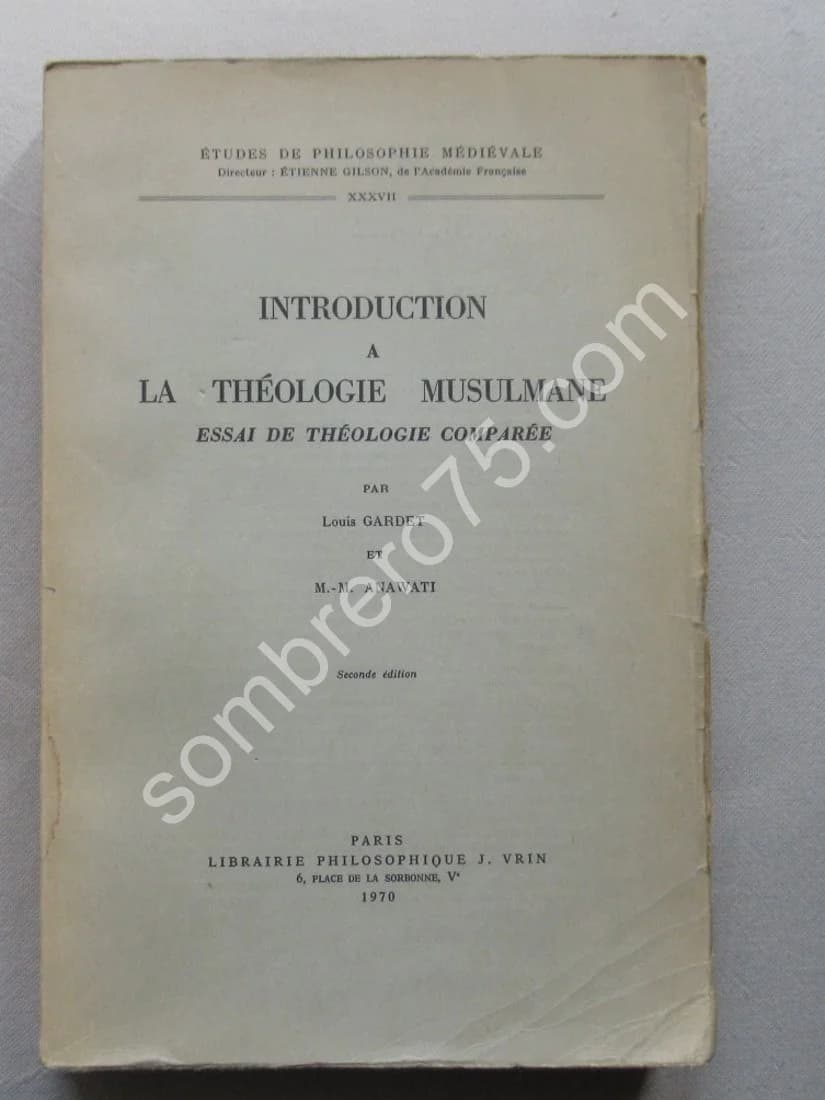 ÉTUDES DE PHILOSOPHIE MÉDIÉVALE
Directeur : ÉTIENNE GILSON, de l'Académie Française
XXXVII
INTRODUCTION
A
LA THÉOLOGIE MUSULMANE
ESSAI DE THÉOLOGIE COMPARÉE
PAR
Louis GARDET
ET
M.-M. ANAWATI
Seconde édition
PARIS
LIBRAIRIE PHILOSOPHIQUE J. VRIN
6, PLACE DE LA SORBONNE, Vᵉ
1970
sombrero75.com